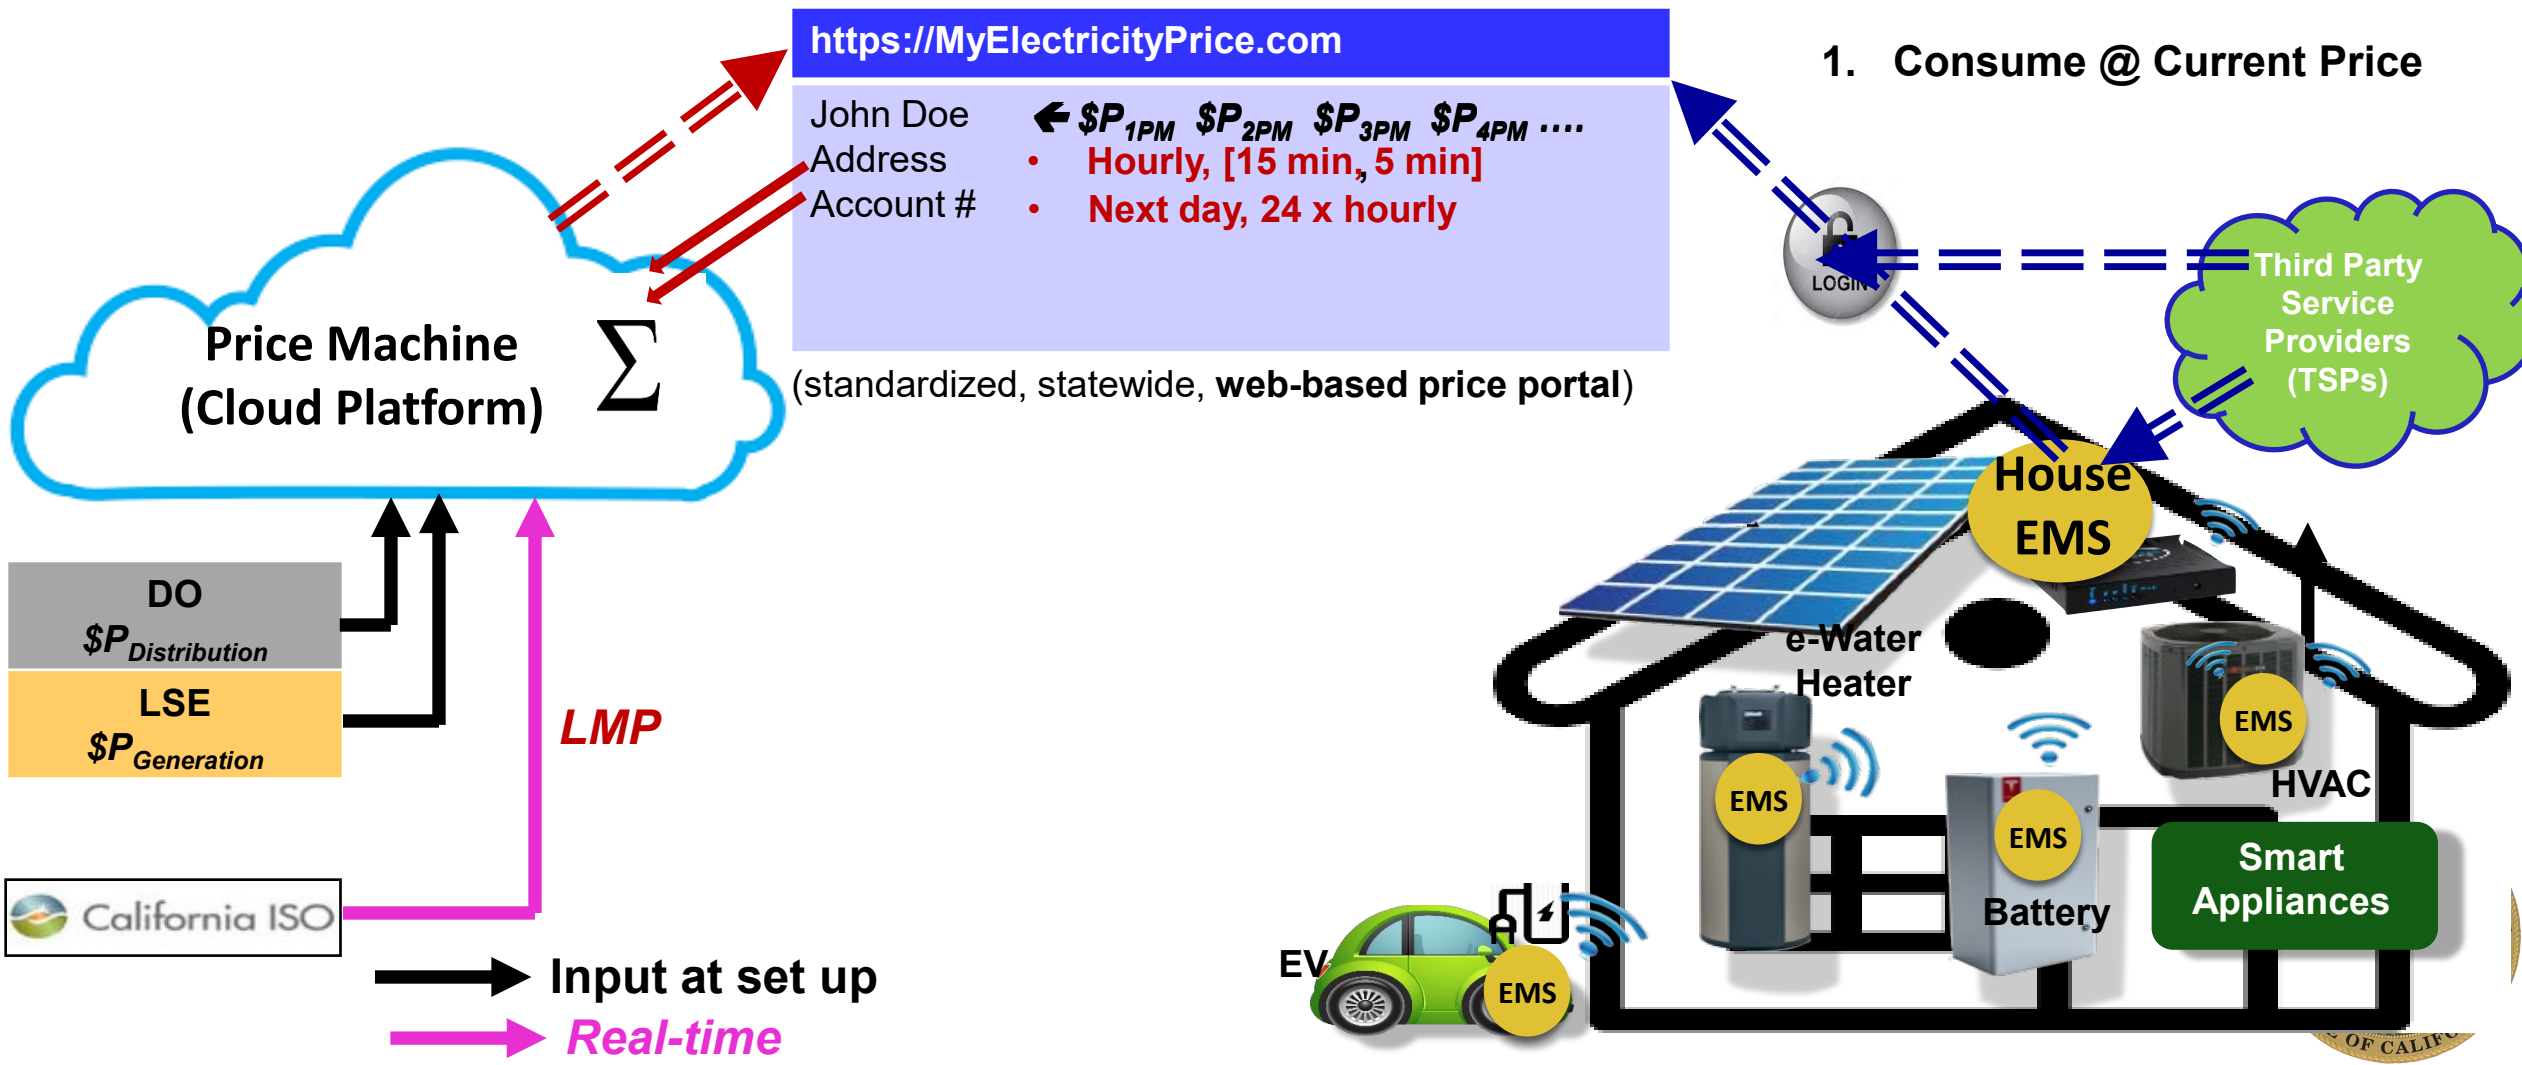 https://MyElectricityPrice.com
1. Consume @ Current Price
John Doe 🡸 $P1PM $P2PM $P3PM $P4PM ....
Address • Hourly, [15 min, 5 min]
,
Account # • Next day, 24 x hourly
(standardized, statewide, web-based price portal)
LOGIN
Third Party
Service
Providers
(TSPs)
Price Machine
(Cloud Platform)
∑
DO
$PDistribution
LSE
$PGeneration
LMP
California ISO
Input at set up
Real-time
House
EMS
e-Water
Heater
EMS
EMS
Battery
EMS
HVAC
Smart
Appliances
EV
EMS
OF CALIF